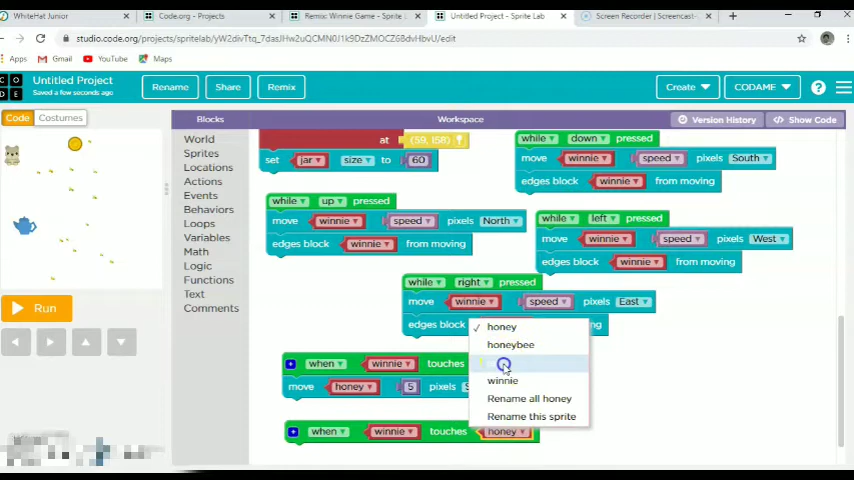 WhiteHat Junior
Code.org - Projects
Remix: Winnie Game - Sprite
Untitled Project - Sprite Lab
Screen Recorder | Screencast-
studio.code.org/projects/spritelab/
/edit
Apps
Gmail
YouTube
Maps
CO
DE
Untitled Project
Saved a few seconds ago
Rename
Share
Remix
Create
CODAME
?
Code
Costumes
Blocks
Workspace
Version History
</> Show Code
World
Sprites
Locations
Actions
Events
Behaviors
Loops
Variables
Math
Logic
Functions
Text
Comments
Run
at (59, 158)
set jar size to 60
while up pressed
move winnie speed pixels North
edges block winnie from moving
while down pressed
move winnie speed pixels South
edges block winnie from moving
while left pressed
move winnie speed pixels West
edges block winnie from moving
while right pressed
move winnie speed pixels East
edges block
ng
honey
honeybee
winnie
Rename all honey
Rename this sprite
when winnie touches
move honey 5 pixels S
when winnie touches honey